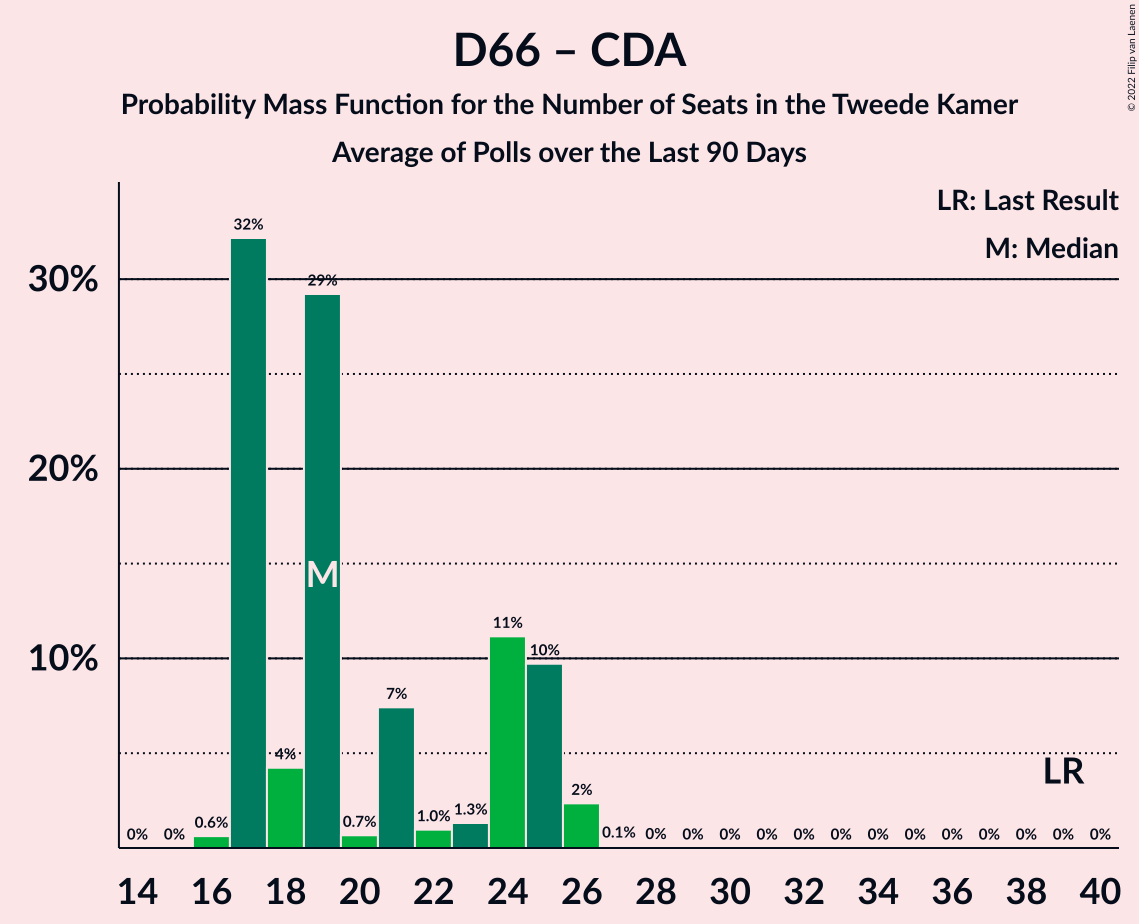 D66 – CDA
Probability Mass Function for the Number of Seats in the Tweede Kamer
Average of Polls over the Last 90 Days
© 2022 Filip van Laenen
LR: Last Result
M: Median
30%
20%
10%
0% 0% 0.6% 32% 4% 29% 0.7% 7% 1.0% 1.3% 11% 10% 2% 0.1% 0% 0% 0% 0% 0% 0% 0% 0% 0% 0% 0% 0% 0%
M
LR
14 16 18 20 22 24 26 28 30 32 34 36 38 40